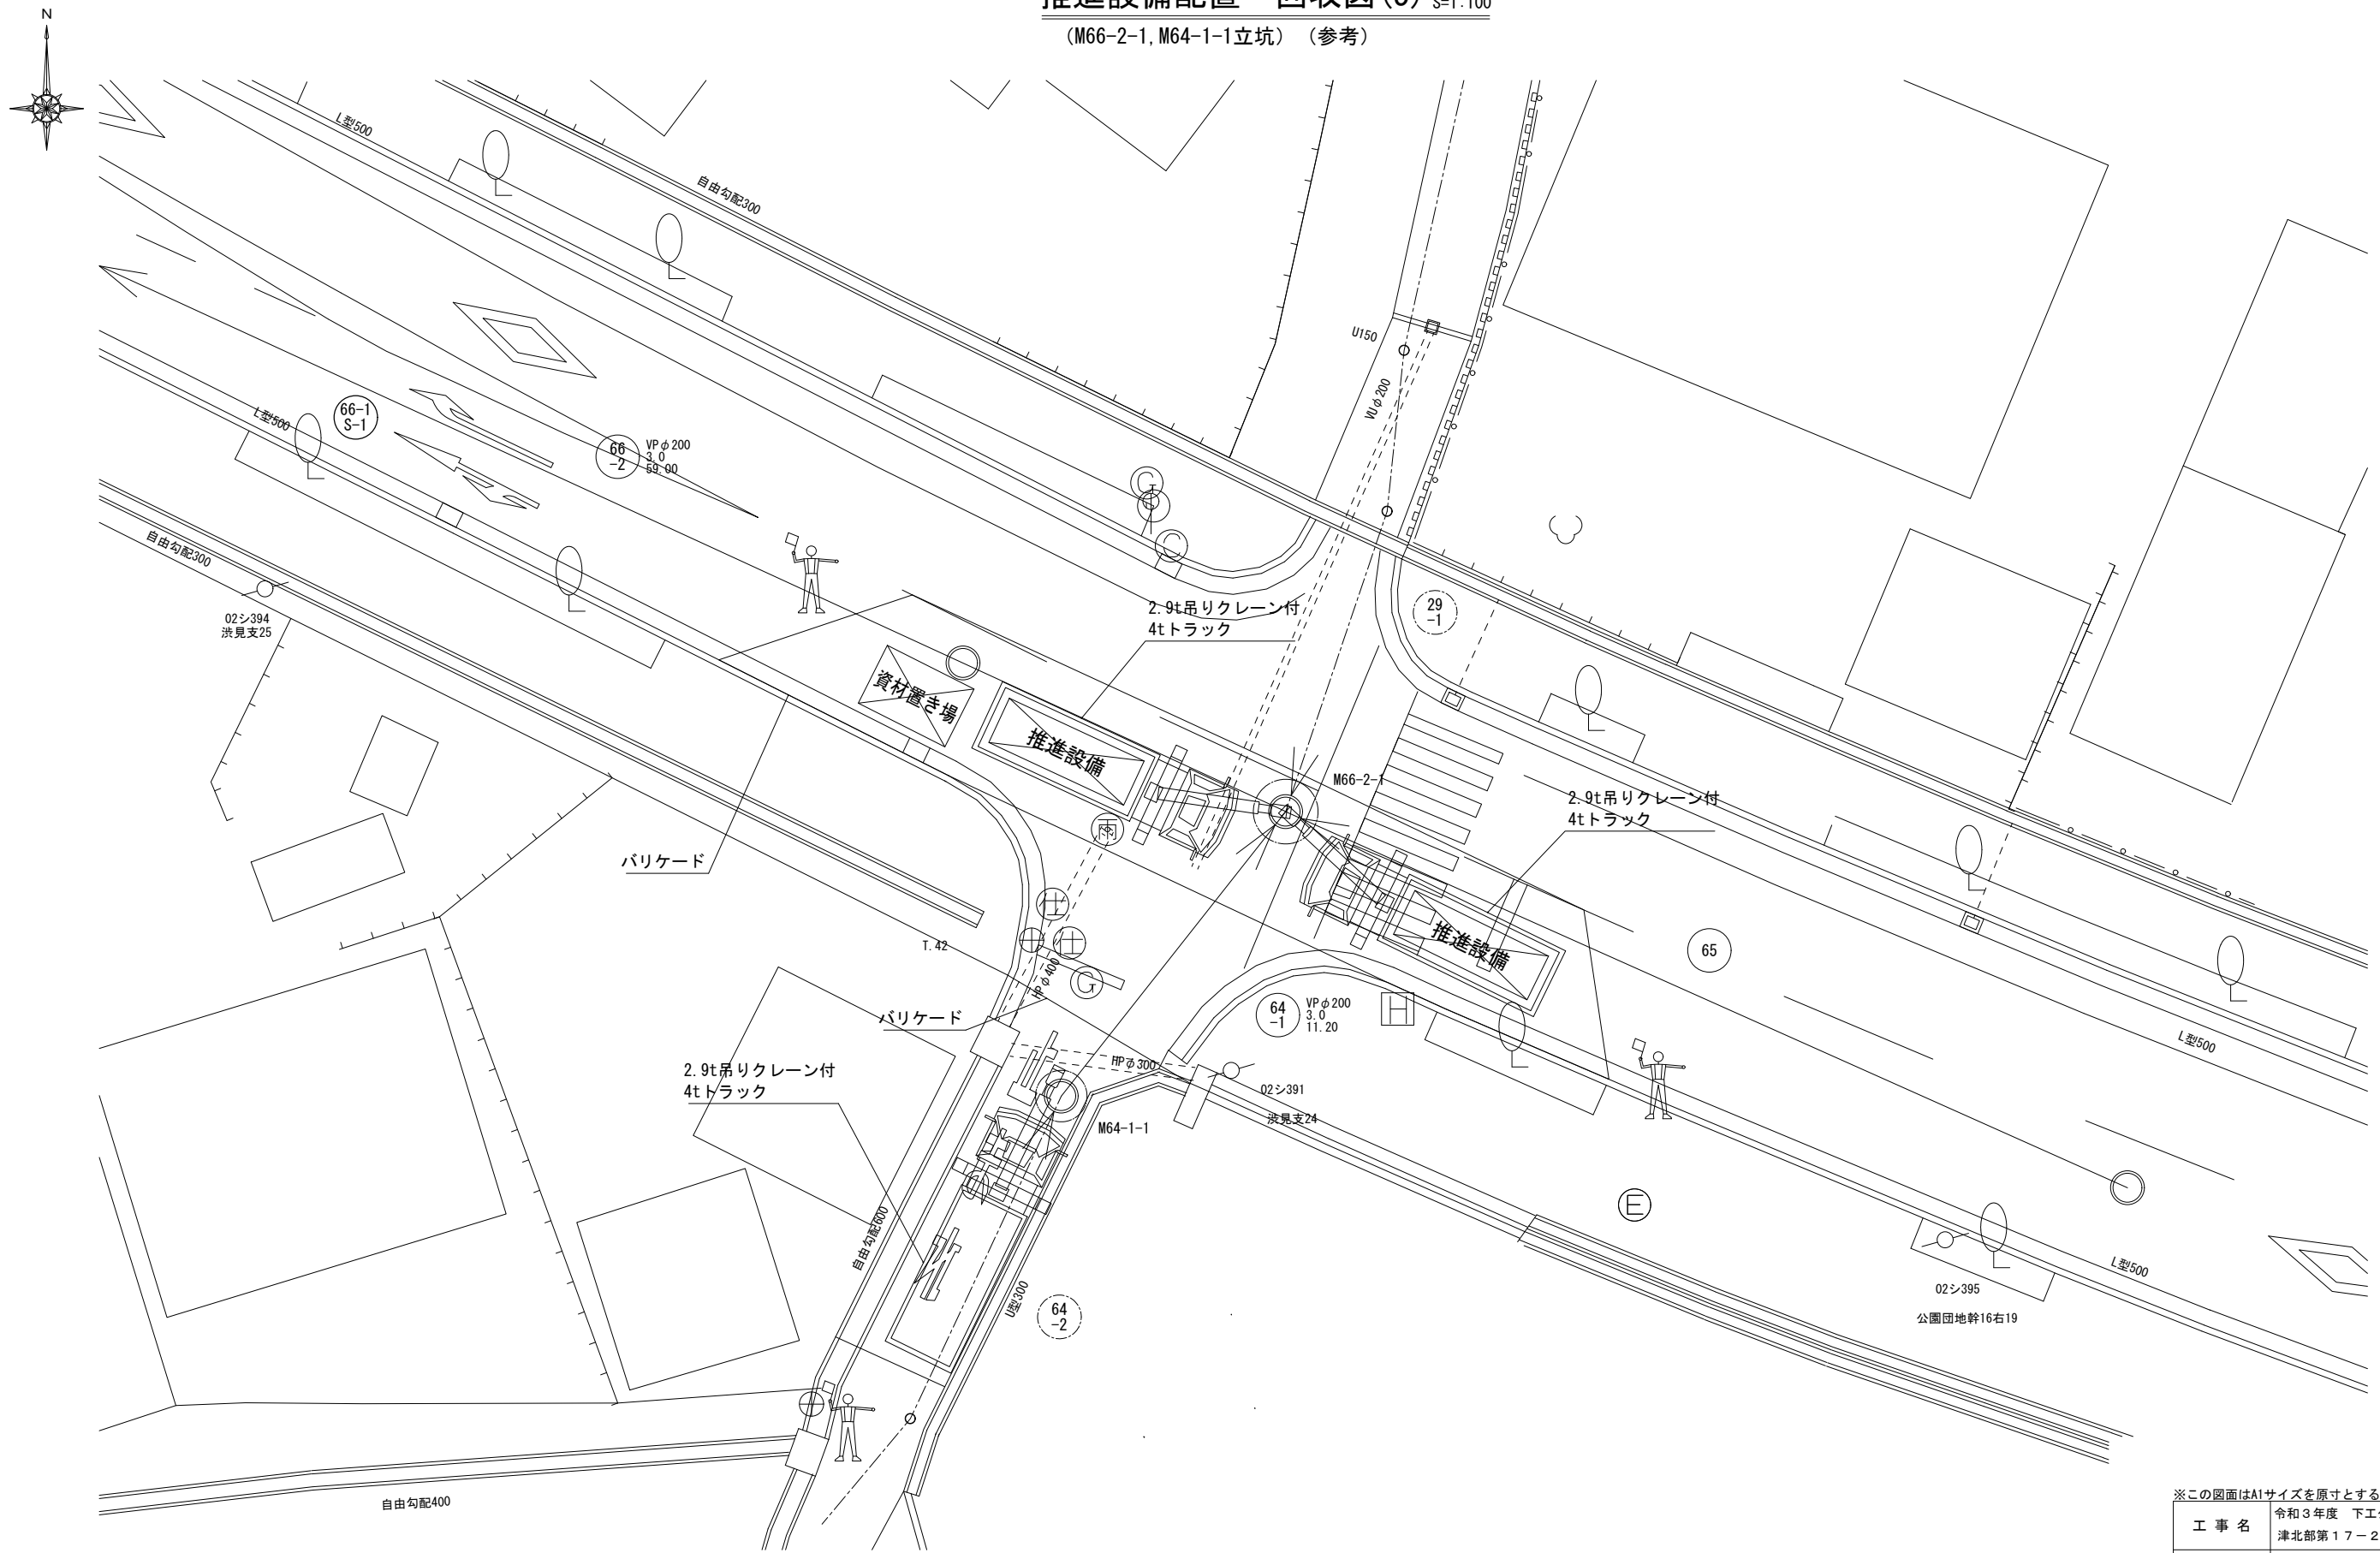 S=1:100
(M66-2-1,M64-1-1立坑) (参考)
N
L型500
自由勾配300
U150
VUφ200
L型500
66-1
S-1
66
-2
VPφ200
3.0
59.00
G
S
C
自由勾配300
02シ394
渋見支25
2.9t吊りクレーン付
4tトラック
29
-1
資材置き場
推進設備
M66-2-1
2.9t吊りクレーン付
4tトラック
バリケード
雨
仕
仕
T.42
G
HPφ400
推進設備
65
バリケード
64
-1
VPφ200
3.0
11.20
H
L型500
2.9t吊りクレーン付
4tトラック
HPφ300
02シ391
渋見支24
M64-1-1
E
自由勾配600
U型300
64
-2
L型500
02シ395
公園団地幹16右19
自由勾配400
※この図面はA1サイズを原寸とする
工事名
令和3年度 下工
津北部第17-2